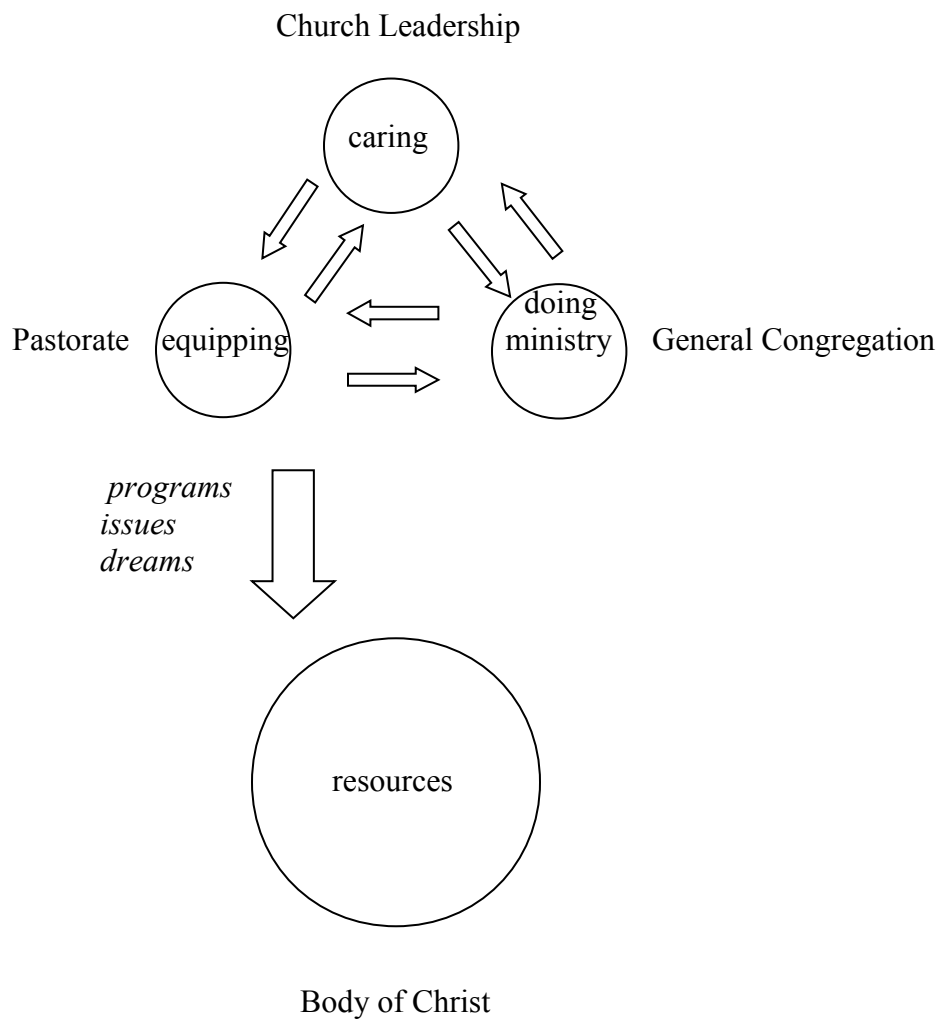 Church Leadership
caring
doing
ministry
Pastorate
equipping
General Congregation
programs
issues
dreams
resources
Body of Christ